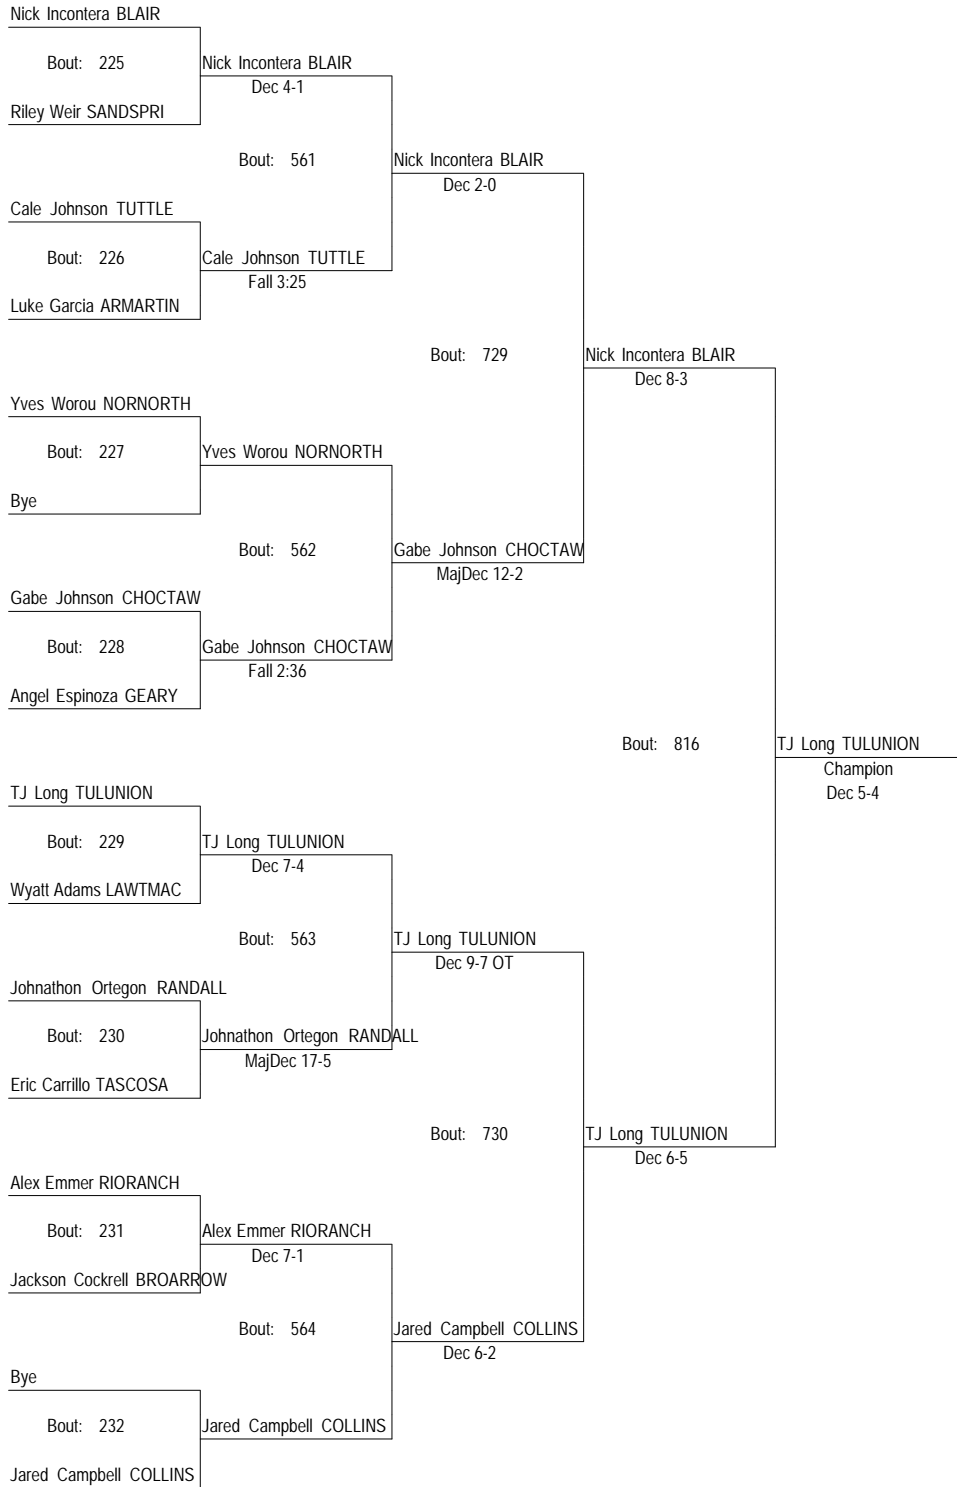 Nick Incontera BLAIR
Bout: 225
Nick Incontera BLAIR
Dec 4-1
Riley Weir SANDSPRI
Bout: 561
Nick Incontera BLAIR
Dec 2-0
Cale Johnson TUTTLE
Bout: 226
Cale Johnson TUTTLE
Fall 3:25
Luke Garcia ARMARTIN
Bout: 729
Nick Incontera BLAIR
Dec 8-3
Yves Worou NORNORTH
Bout: 227
Yves Worou NORNORTH
Bye
Bout: 562
Gabe Johnson CHOCTAW
MajDec 12-2
Gabe Johnson CHOCTAW
Bout: 228
Gabe Johnson CHOCTAW
Fall 2:36
Angel Espinoza GEARY
Bout: 816
TJ Long TULUNION
Champion
Dec 5-4
TJ Long TULUNION
Bout: 229
TJ Long TULUNION
Dec 7-4
Wyatt Adams LAWTMAC
Bout: 563
TJ Long TULUNION
Dec 9-7 OT
Johnathon Ortegon RANDALL
Bout: 230
Johnathon Ortegon RANDALL
MajDec 17-5
Eric Carrillo TASCOSA
Bout: 730
TJ Long TULUNION
Dec 6-5
Alex Emmer RIORANCH
Bout: 231
Alex Emmer RIORANCH
Dec 7-1
Jackson Cockrell BROARROW
Bout: 564
Jared Campbell COLLINS
Dec 6-2
Bye
Bout: 232
Jared Campbell COLLINS
Jared Campbell COLLINS